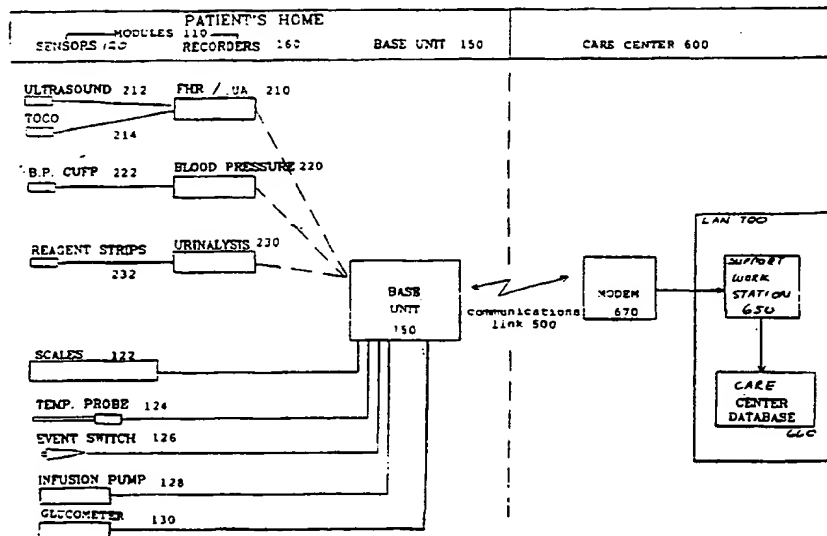 PATIENT'S HOME
MODULES 110
SENSORS 120 RECORDERS 160 BASE UNIT 150 CARE CENTER 600
ULTRASOUND 212 FHR / UA 210
TOCO
214
B.P. CUFF 222 BLOOD PRESSURE 220
REAGENT STRIPS URINALYSIS 230
232
LAN 700
BASE
UNIT
150
communications
link 500
MODEM
670
SUPPORT
WORK
STATION
650
SCALES 122
TEMP. PROBE 124
EVENT SWITCH 126
INFUSION PUMP 128
GLUCOMETER 130
CARE
CENTER
DATABASE
660